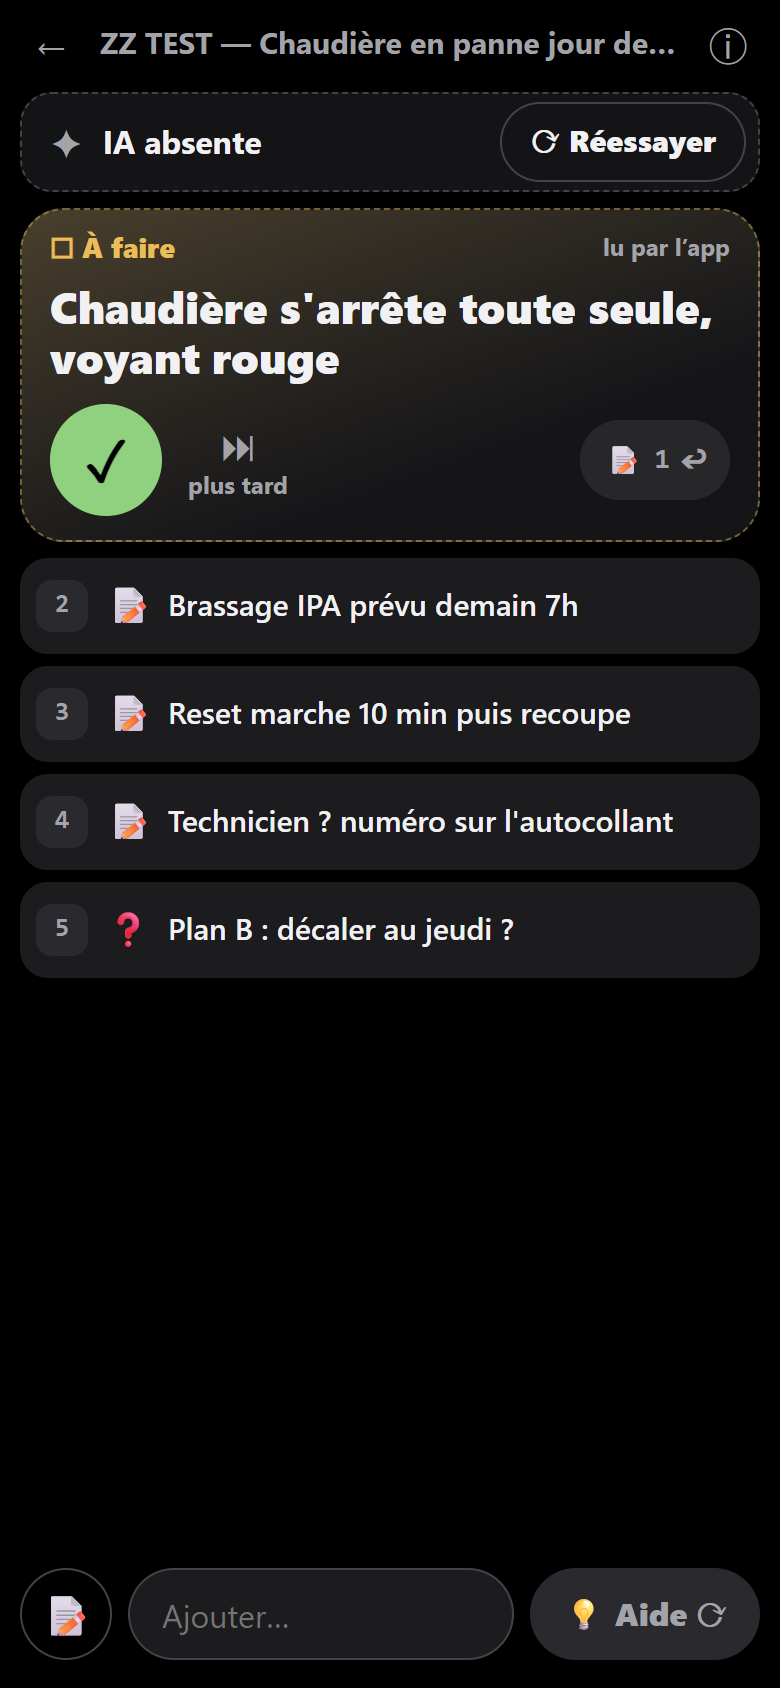 ← ZZ TEST — Chaudière en panne jour de… ⓘ
✦ IA absente ⟳ Réessayer
☐ À faire lu par l’app
Chaudière s'arrête toute seule,
voyant rouge
✓ ⏭ 📝 1 ↩
plus tard
2 📝 Brassage IPA prévu demain 7h
3 📝 Reset marche 10 min puis recoupe
4 📝 Technicien ? numéro sur l'autocollant
5 ❓ Plan B : décaler au jeudi ?
📝 Ajouter… 💡 Aide ⟳